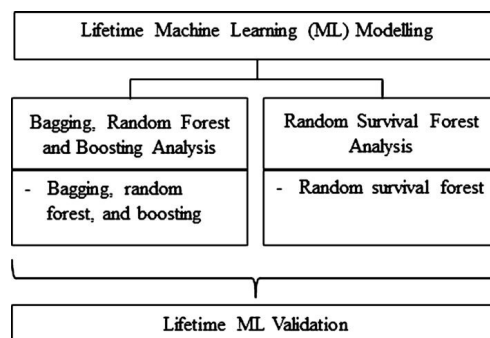 Lifetime Machine Learning (ML) Modelling
Bagging, Random Forest
and Boosting Analysis
- Bagging, random
forest, and boosting
Random Survival Forest
Analysis
- Random survival forest
Lifetime ML Validation